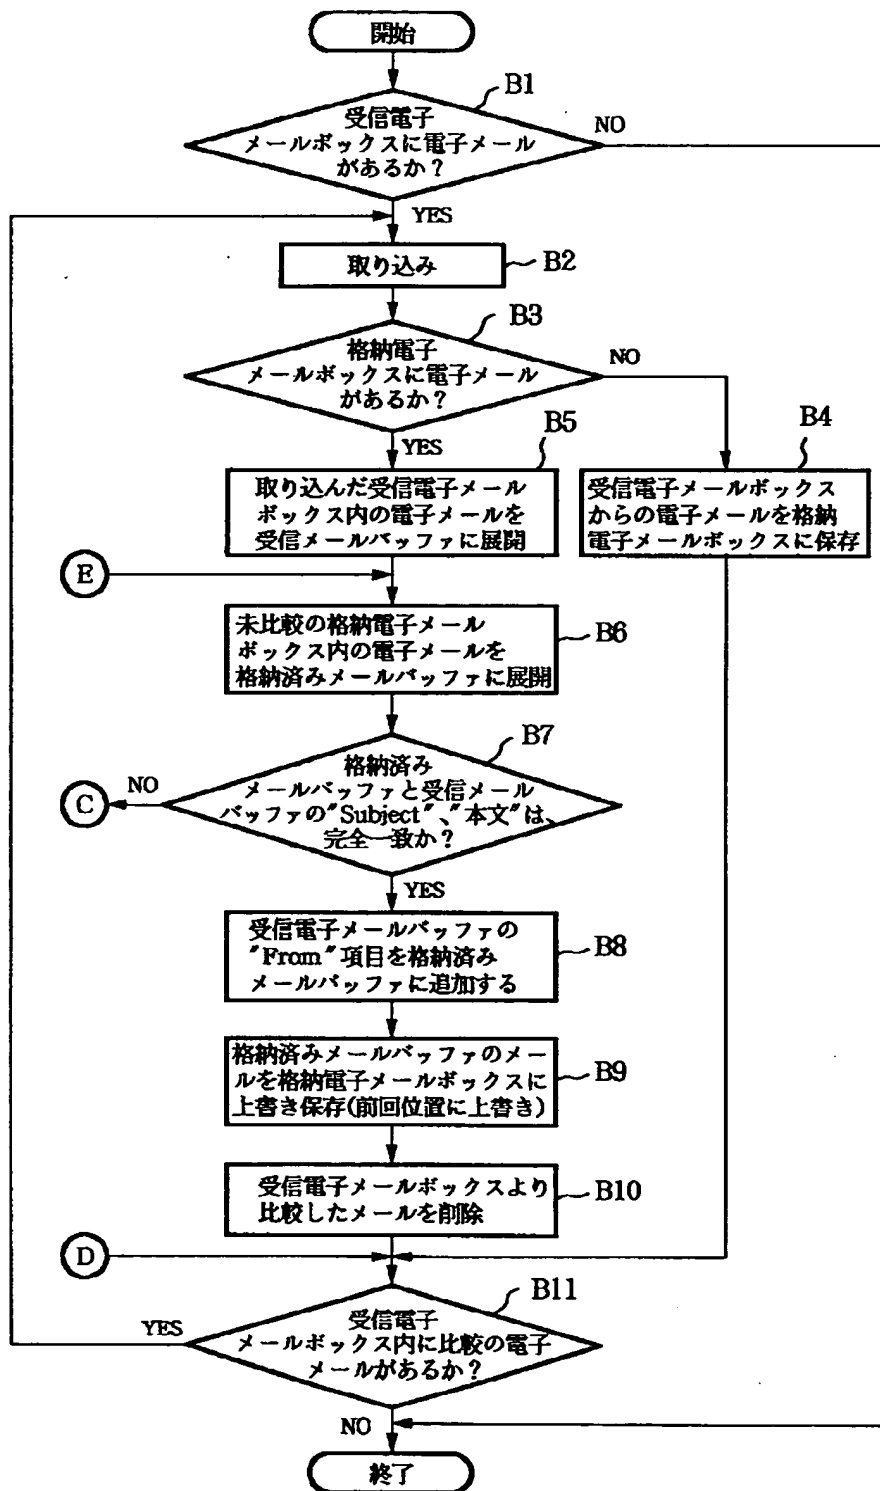 開始
B1
受信電子
メールボックスに電子メール
があるか？
NO
YES
取り込み
B2
B3
格納電子
メールボックスに電子メール
があるか？
NO
YES
B5
B4
取り込んだ受信電子メール
ボックス内の電子メールを
受信メールバッファに展開
受信電子メールボックス
からの電子メールを格納
電子メールボックスに保存
E
未比較の格納電子メール
ボックス内の電子メールを
格納済みメールバッファに展開
B6
B7
格納済み
メールバッファと受信メール
バッファの"Subject"、"本文"は、
完全一致か？
NO
C
YES
受信電子メールバッファの
"From"項目を格納済み
メールバッファに追加する
B8
格納済みメールバッファのメー
ルを格納電子メールボックスに
上書き保存(前回位置に上書き)
B9
受信電子メールボックスより
比較したメールを削除
B10
D
B11
受信電子
メールボックス内に比較の電子
メールがあるか？
YES
NO
終了